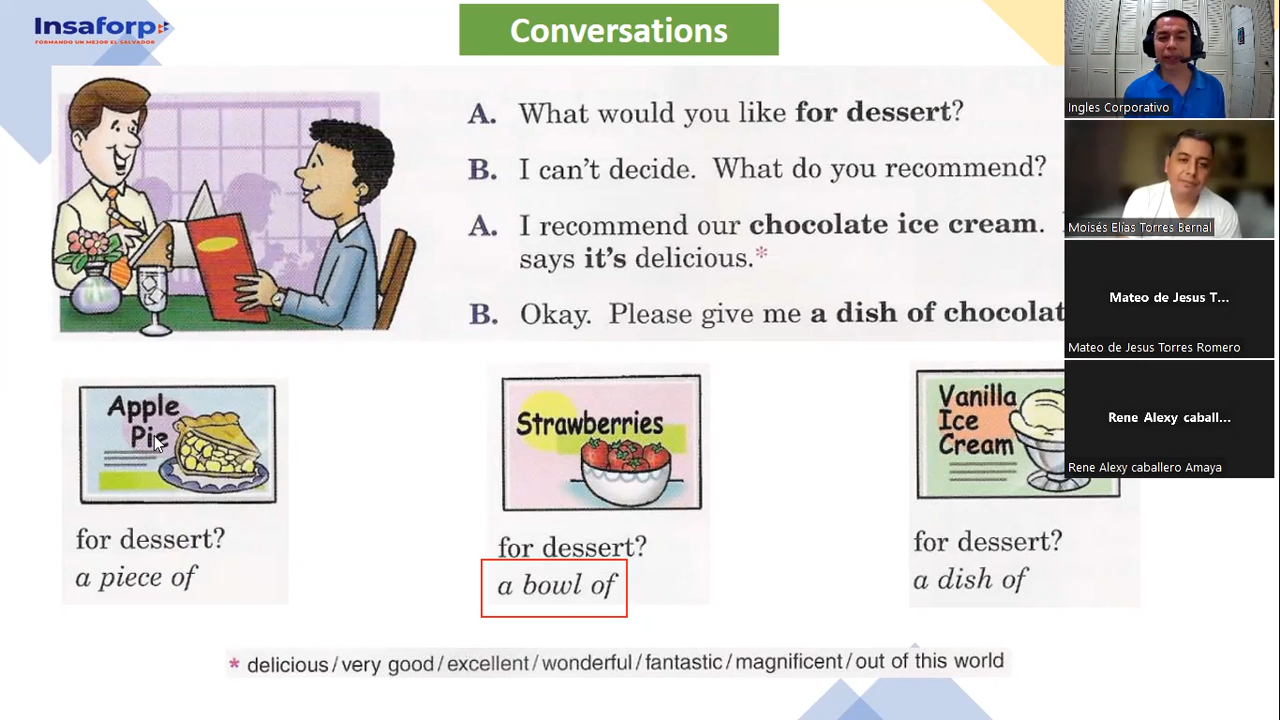 Insaforp
FORMANDO UN MEJOR EL SALVADOR
Conversations
A. What would you like for dessert?
B. I can't decide. What do you recommend?
A. I recommend our chocolate ice cream.
says it's delicious.*
B. Okay. Please give me a dish of chocolat
Apple
Pie
for dessert?
a piece of
Strawberries
for dessert?
a bowl of
Vanilla
Ice
Cream
for dessert?
a dish of
* delicious/very good/excellent/wonderful/fantastic/magnificent/out of this world
Ingles Corporativo
Moisés Elías Torres Bernal
Mateo de Jesus T...
Mateo de Jesus Torres Romero
Rene Alexy caball...
Rene Alexy caballero Amaya